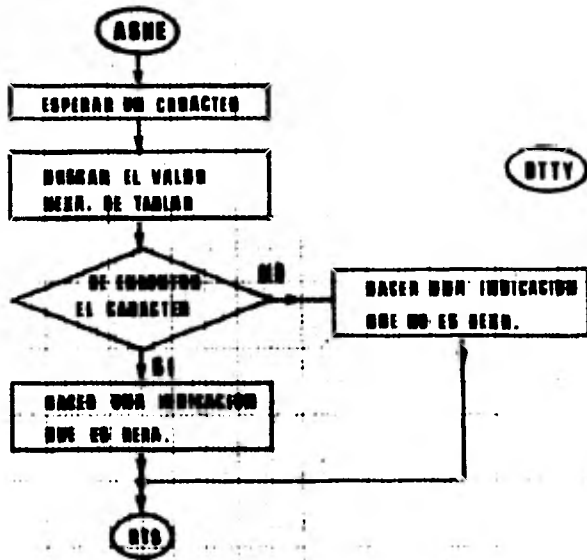 ASHE
ESPERAR UN CARACTER
BUSCAR EL VALOR
HEXA. DE TABLAS
SE ENCONTRO
EL CARACTER
NO
HACER UNA INDICACION
QUE NO ES HEXA.
SI
HACER UNA INDICACION
QUE ES HEXA.
RTS